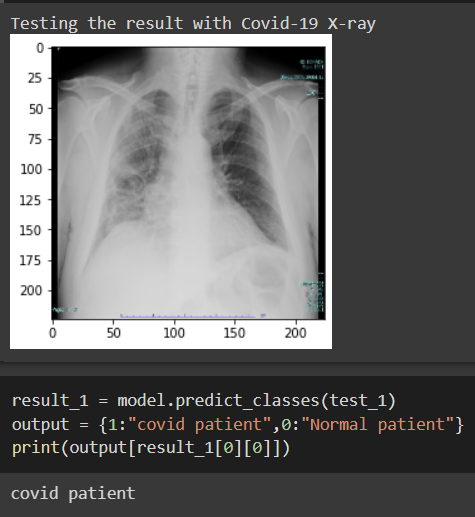 Testing the result with Covid-19 X-ray
0
25
50
75
100
125
150
175
200
0 50 100 150 200
result_1 = model.predict_classes(test_1)
output = {1:"covid patient",0:"Normal patient"}
print(output[result_1[0][0]])
covid patient